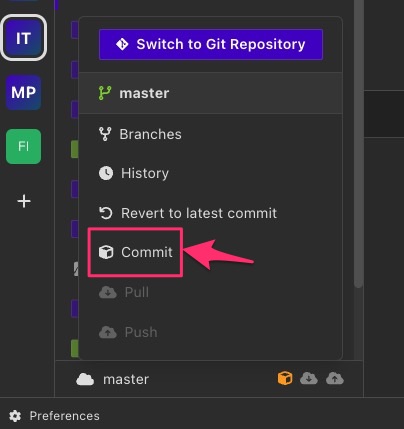 IT
MP
FI
+
Switch to Git Repository
master
Branches
History
Revert to latest commit
Commit
Pull
Push
master
Preferences